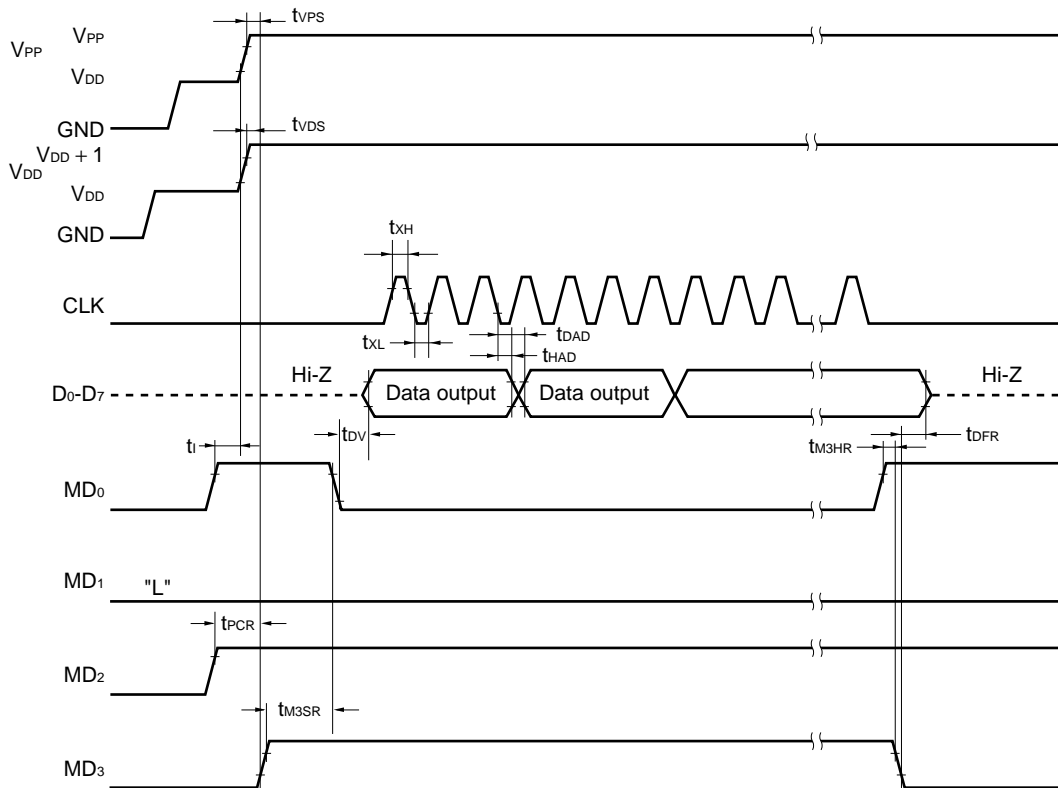 tVPS
VPP
VPP
VDD
GND
tVDS
VDD + 1
VDD
VDD
GND
tXH
CLK
tXL
tDAD
tHAD
Hi-Z
Hi-Z
D0-D7
Data output
Data output
tDV
tI
tM3HR
tDFR
MD0
MD1
"L"
tPCR
MD2
tM3SR
MD3